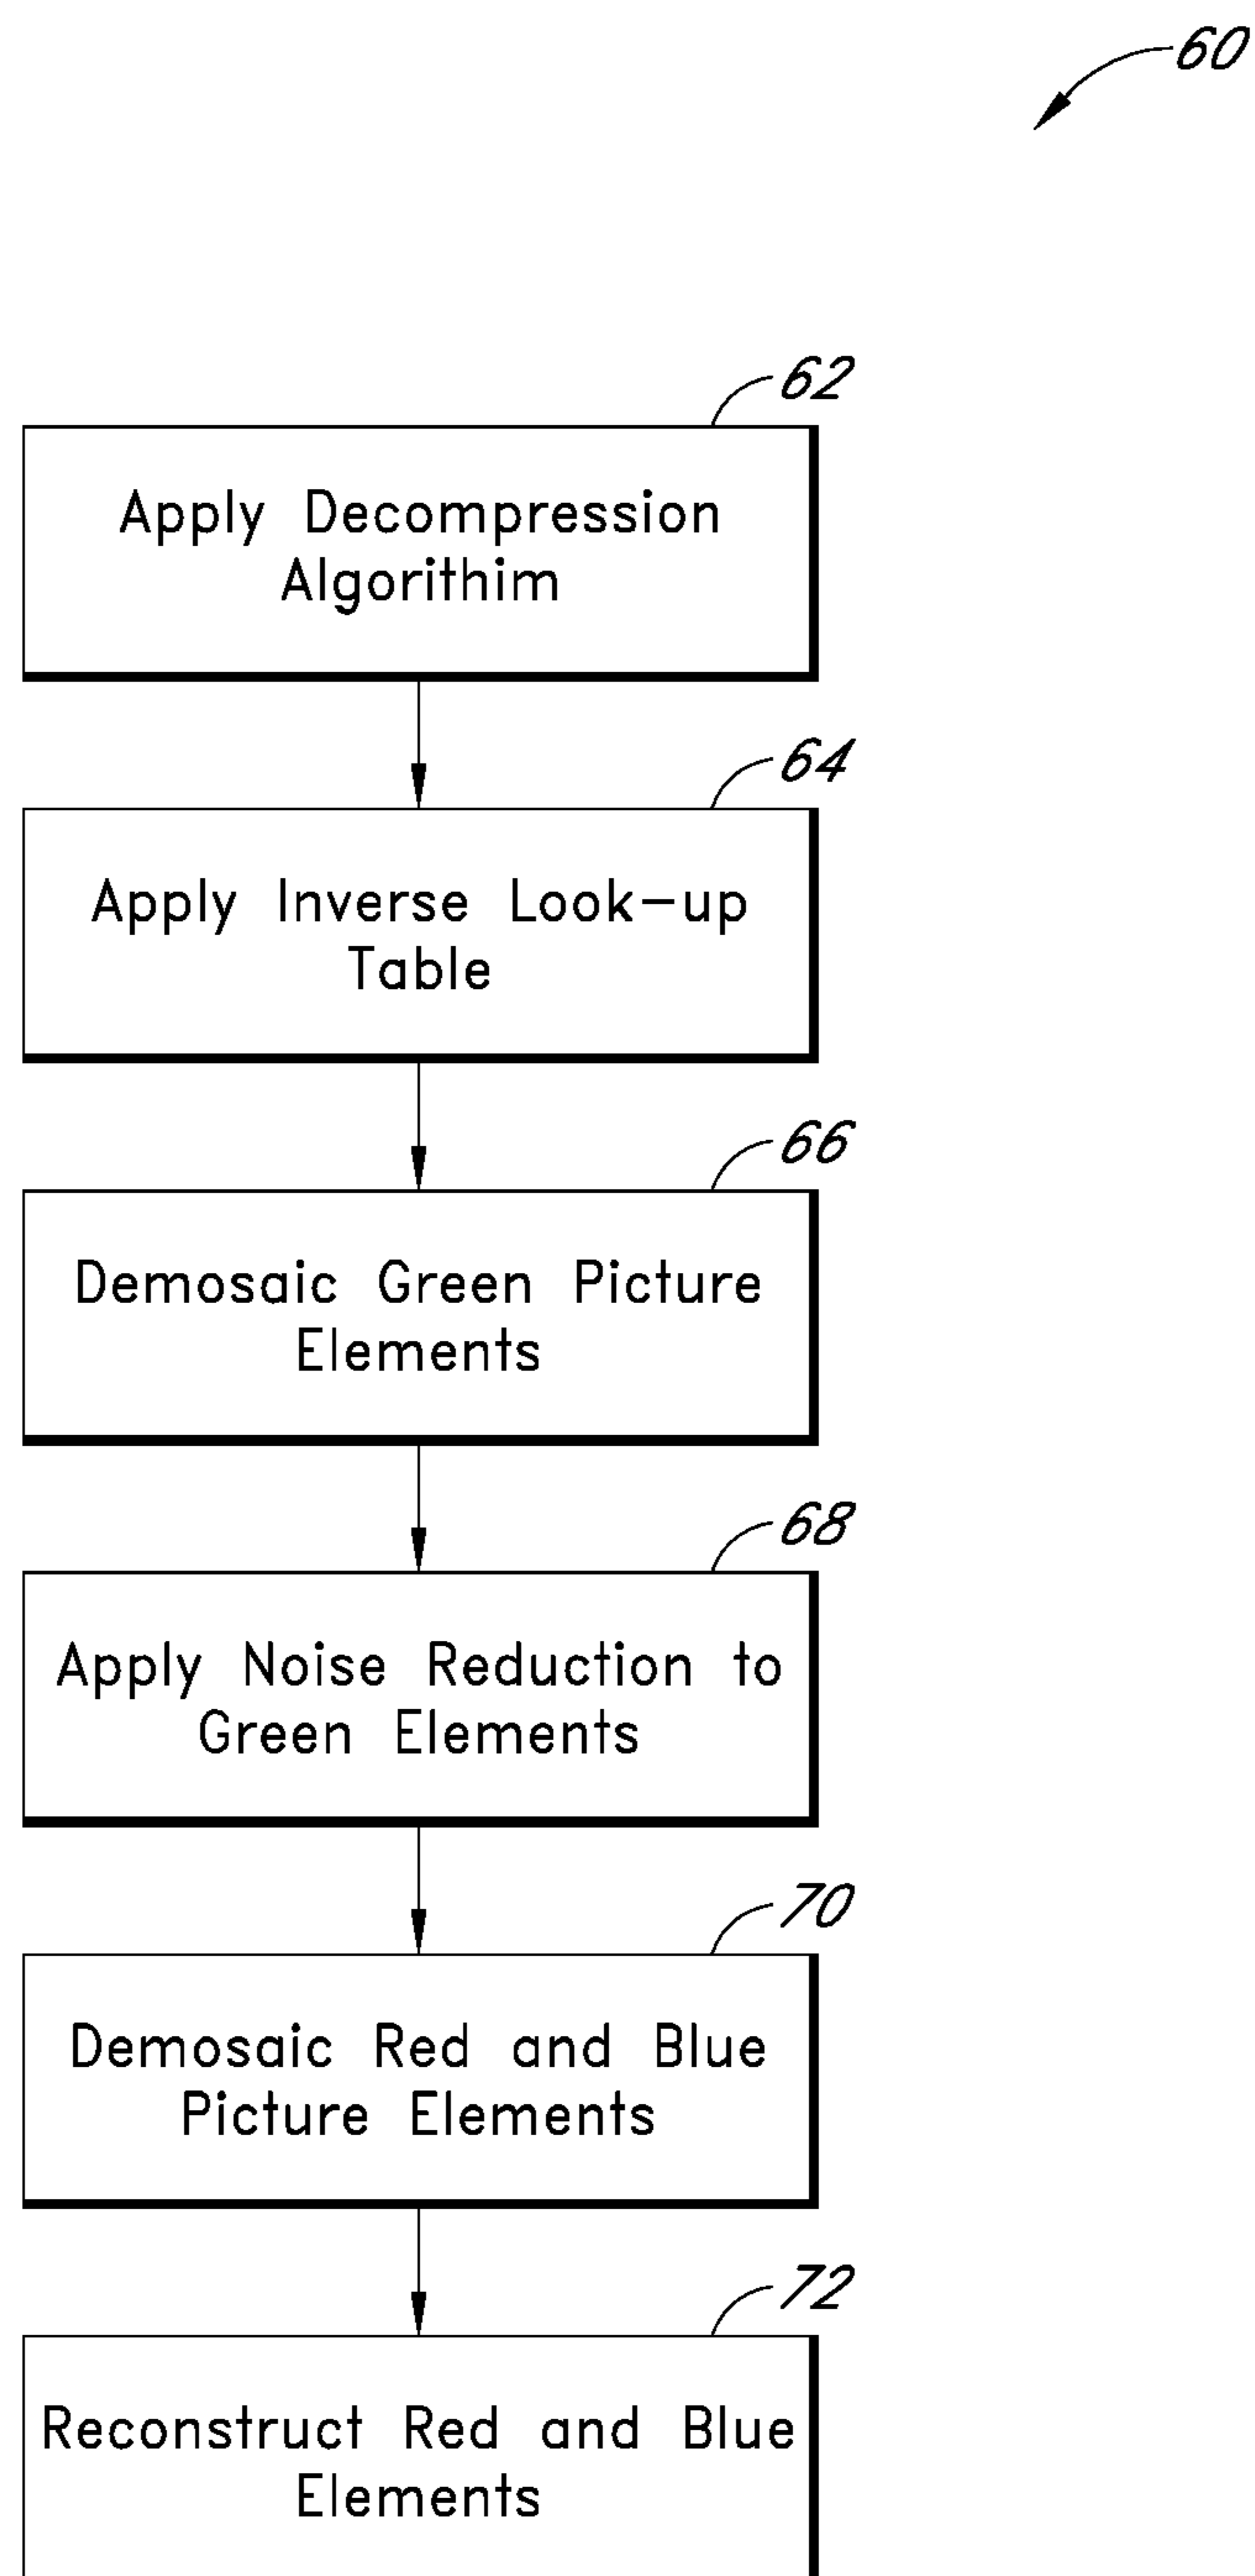 60
62
Apply Decompression
Algorithim
64
Apply Inverse Look-up
Table
66
Demosaic Green Picture
Elements
68
Apply Noise Reduction to
Green Elements
70
Demosaic Red and Blue
Picture Elements
72
Reconstruct Red and Blue
Elements